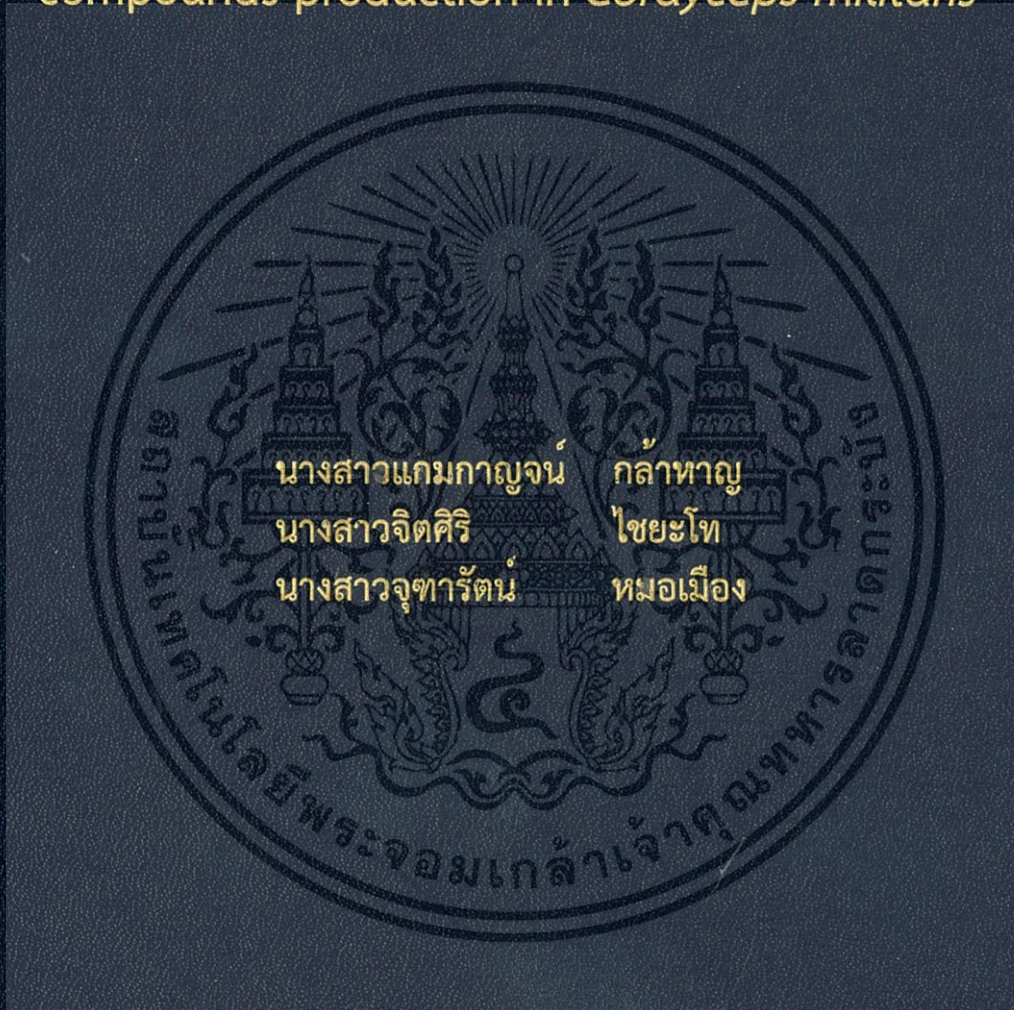 compounds production in Cordyceps militaris
นางสาวแกมกาญจน์ กล้าหาญ
นางสาวจิตศิริ ไชยะโท
นางสาวจุฑารัตน์ หมอเมือง
สถาบันเทคโนโลยีพระจอมเกล้าเจ้าคุณทหารลาดกระบัง